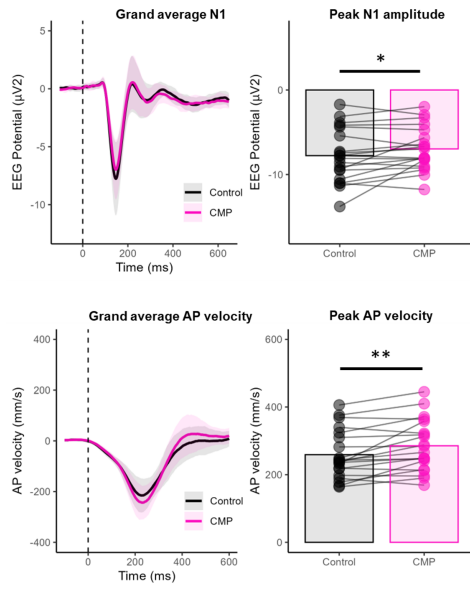 Grand average N1
Peak N1 amplitude
EEG Potential (µV2)
5
0
-5
-10
0 200 400 600
Time (ms)
Control
CMP
EEG Potential (µV2)
0
-10
*
Control CMP
Grand average AP velocity
Peak AP velocity
AP velocity (mm/s)
400
200
0
-200
-400
0 200 400 600
Time (ms)
Control
CMP
AP velocity (mm/s)
600
400
200
0
**
Control CMP